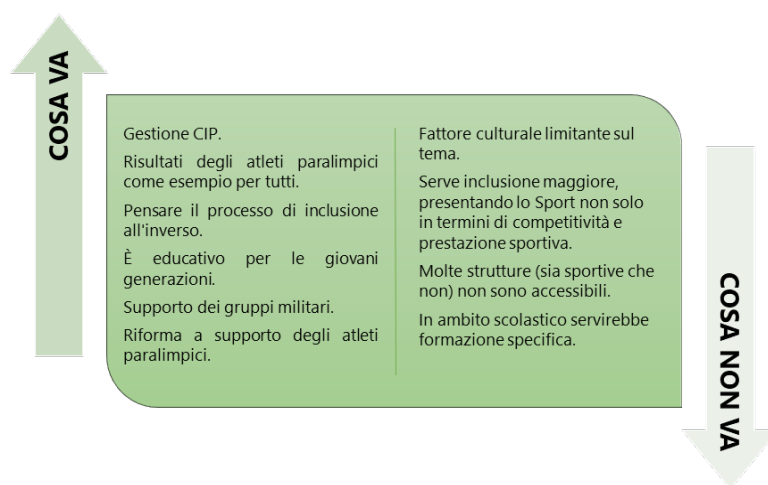 COSA VA
Gestione CIP.
Risultati degli atleti paralimpici
come esempio per tutti.
Pensare il processo di inclusione
all'inverso.
È educativo per le giovani
generazioni.
Supporto dei gruppi militari.
Riforma a supporto degli atleti
paralimpici.
Fattore culturale limitante sul
tema.
Serve inclusione maggiore,
presentando lo Sport non solo
in termini di competitività e
prestazione sportiva.
Molte strutture (sia sportive che
non) non sono accessibili.
In ambito scolastico servirebbe
formazione specifica.
COSA NON VA